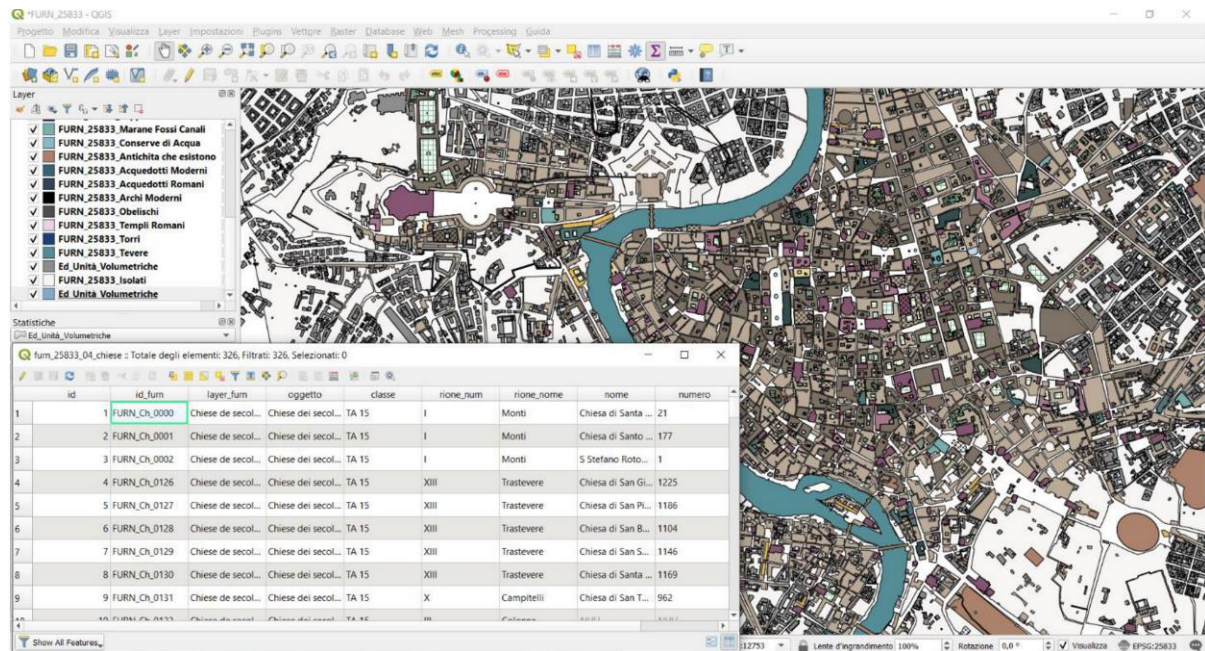 *FURN_25833 - QGIS
Progetto Modifica Visualizza Layer Impostazioni Plugins Vettore Raster Database Web Mesh Processing Guida
Layer
FURN_25833_Marane Fossi Canali
FURN_25833_Conserve di Acqua
FURN_25833_Antichita che esistono
FURN_25833_Acquedotti Moderni
FURN_25833_Acquedotti Romani
FURN_25833_Archi Moderni
FURN_25833_Obelischi
FURN_25833_Templi Romani
FURN_25833_Torri
FURN_25833_Tevere
Ed_Unità_Volumetriche
FURN_25833_Isolati
Ed_Unità_Volumetriche
Statistiche
Ed_Unità_Volumetriche
furn_25833_04_chiese :: Totale degli elementi: 326, Filtrati: 326, Selezionati: 0
id id_furn layer_furn oggetto classe rione_num rione_nome nome numero
1 1 FURN_Ch_0000 Chiese de secol... Chiese dei secol... TA 15 I Monti Chiesa di Santa ... 21
2 2 FURN_Ch_0001 Chiese de secol... Chiese dei secol... TA 15 I Monti Chiesa di Santo ... 177
3 3 FURN_Ch_0002 Chiese de secol... Chiese dei secol... TA 15 I Monti S Stefano Roto... 1
4 4 FURN_Ch_0126 Chiese de secol... Chiese dei secol... TA 15 XIII Trastevere Chiesa di San Gi... 1225
5 5 FURN_Ch_0127 Chiese de secol... Chiese dei secol... TA 15 XIII Trastevere Chiesa di San Pi... 1186
6 6 FURN_Ch_0128 Chiese de secol... Chiese dei secol... TA 15 XIII Trastevere Chiesa di San B... 1104
7 7 FURN_Ch_0129 Chiese de secol... Chiese dei secol... TA 15 XIII Trastevere Chiesa di San S... 1146
8 8 FURN_Ch_0130 Chiese de secol... Chiese dei secol... TA 15 XIII Trastevere Chiesa di Santa ... 1169
9 9 FURN_Ch_0131 Chiese de secol... Chiese dei secol... TA 15 X Campitelli Chiesa di San T... 962
Show All Features
:12753 Lente d'ingrandimento 100% Rotazione 0,0 ° Visualizza EPSG:25833